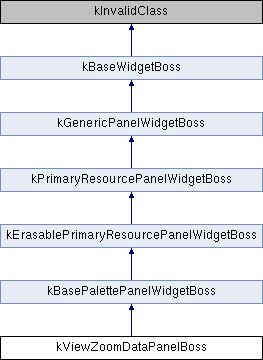 kInvalidClass
kBaseWidgetBoss
kGenericPanelWidgetBoss
kPrimaryResourcePanelWidgetBoss
kErasablePrimaryResourcePanelWidgetBoss
kBasePalettePanelWidgetBoss
kViewZoomDataPanelBoss